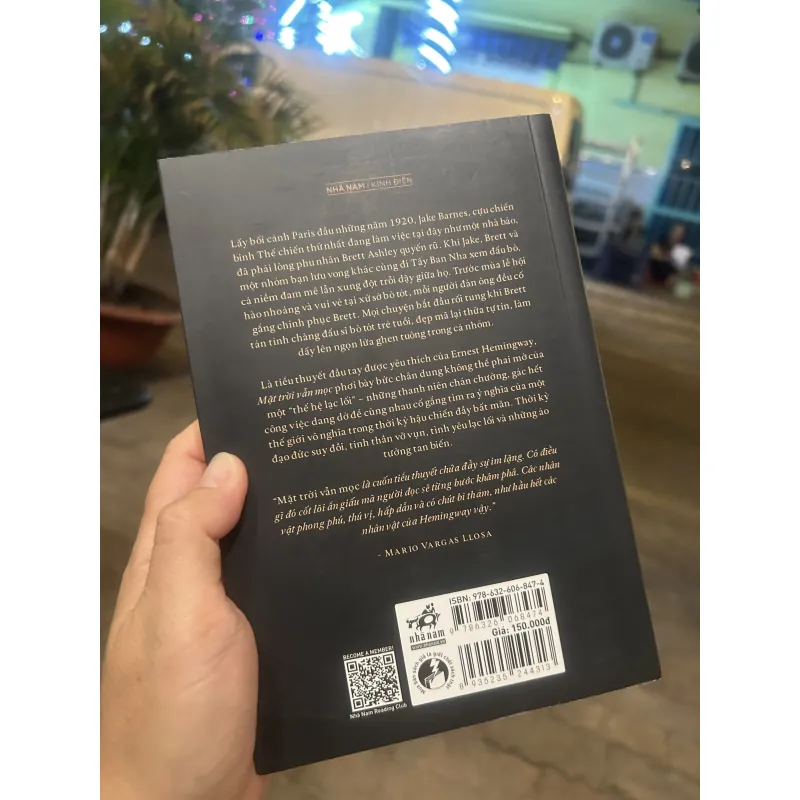 NHÃ NAM / KINH ĐIỂN
Lấy bối cảnh Paris đầu những năm 1920, Jake Barnes, cựu chiến
binh Thế chiến thứ nhất đang làm việc tại đây như một nhà báo,
đã phải lòng phu nhân Brett Ashley quyến rũ. Khi Jake, Brett và
một nhóm bạn lưu vong khác cùng đi Tây Ban Nha xem đấu bò,
cả niềm đam mê lẫn xung đột trỗi dậy giữa họ. Trước mùa lễ hội
hào nhoáng và vui vẻ tại xứ sở bò tót, mỗi người đàn ông đều cố
gắng chinh phục Brett. Mọi chuyện bắt đầu rối tung khi Brett
tán tỉnh chàng đấu sĩ bò tót trẻ tuổi, đẹp mã lại thừa tự tin, làm
dấy lên ngọn lửa ghen tuông trong cả nhóm.
Là tiểu thuyết đầu tay được yêu thích của Ernest Hemingway,
Mặt trời vẫn mọc phơi bày bức chân dung không thể phai mờ của
một "thế hệ lạc lối" – những thanh niên chán chường, gác hết
công việc dang dở để cùng nhau cố gắng tìm ra ý nghĩa của một
thế giới vô nghĩa trong thời kỳ hậu chiến đầy bất mãn. Thời kỳ
đạo đức suy đồi, tinh thần vỡ vụn, tình yêu lạc lối và những ảo
tưởng tan biến.
"Mặt trời vẫn mọc là cuốn tiểu thuyết chứa đầy sự im lặng. Có điều
gì đó cốt lõi ẩn giấu mà người đọc sẽ từng bước khám phá. Các nhân
vật phong phú, thú vị, hấp dẫn và có chút bi thảm, như hầu hết các
nhân vật của Hemingway vậy."
- MARIO VARGAS LLOSA
BECOME A MEMBER!
Nha Nam Reading Club
nhã nam
ISBN: 978-632-606-847-4
9 786326 068474
Giá: 150.000đ
8 935235 244313